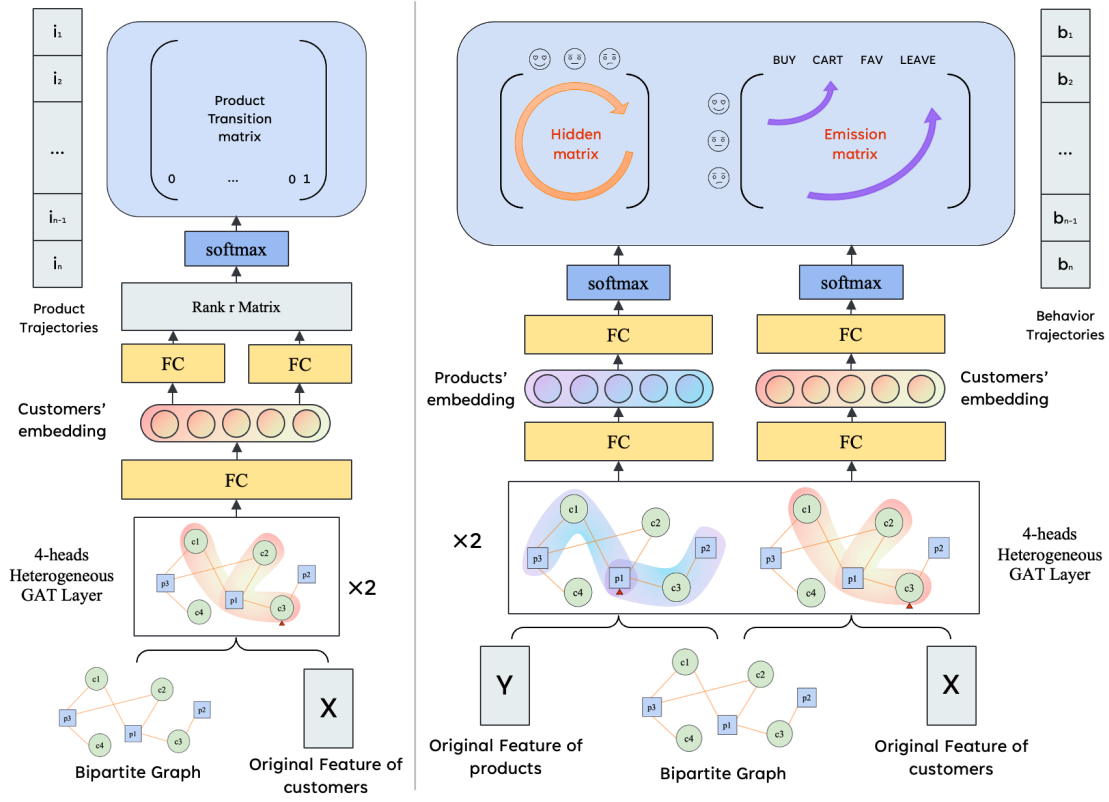 i1
i2
...
in-1
in
Product
Trajectories
Product
Transition
matrix
0 ... 0 1
softmax
Rank r Matrix
FC FC
Customers'
embedding
FC
4-heads
Heterogeneous
GAT Layer
c1
c2
p2
p3
p1
c3
c4
×2
c1
c2
p2
p3
p1
c3
c4
X
Bipartite Graph
Original Feature of
customers
BUY CART FAV LEAVE
Hidden
matrix
Emission
matrix
b1
b2
...
bn-1
bn
Behavior
Trajectories
softmax softmax
FC FC
Products'
embedding
Customers'
embedding
FC FC
×2
c1
c2
p2
p3
p1
c3
c4
c1
c2
p2
p3
p1
c3
c4
4-heads
Heterogeneous
GAT Layer
Y
c1
c2
p2
p3
p1
c3
c4
X
Original Feature of
products
Bipartite Graph
Original Feature of
customers